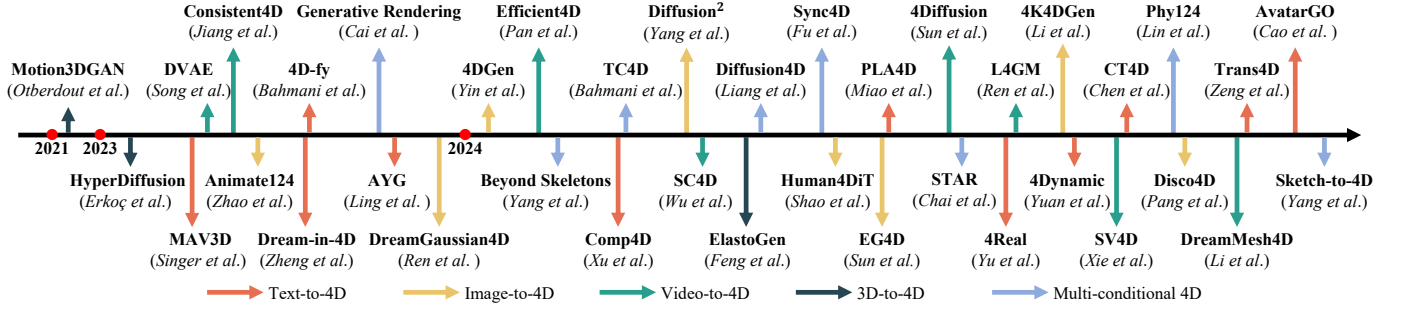 Consistent4D Generative Rendering Efficient4D Diffusion² Sync4D 4Diffusion 4K4DGen Phy124 AvatarGO
(Jiang et al.) (Cai et al. ) (Pan et al.) (Yang et al.) (Fu et al.) (Sun et al.) (Li et al.) (Lin et al.) (Cao et al. )
Motion3DGAN DVAE 4D-fy 4DGen TC4D Diffusion4D PLA4D L4GM CT4D Trans4D
(Otberdout et al.) (Song et al.) (Bahmani et al.) (Yin et al.) (Bahmani et al.) (Liang et al.) (Miao et al.) (Ren et al.) (Chen et al.) (Zeng et al.)
2021 2023 2024
HyperDiffusion Animate124 AYG Beyond Skeletons SC4D Human4DiT STAR 4Dynamic Disco4D Sketch-to-4D
(Erkoç et al.) (Zhao et al.) (Ling et al. ) (Yang et al.) (Wu et al.) (Shao et al.) (Chai et al.) (Yuan et al.) (Pang et al.) (Yang et al.)
MAV3D Dream-in-4D DreamGaussian4D Comp4D ElastoGen EG4D 4Real SV4D DreamMesh4D
(Singer et al.) (Zheng et al.) (Ren et al. ) (Xu et al.) (Feng et al.) (Sun et al.) (Yu et al.) (Xie et al.) (Li et al.)
Text-to-4D Image-to-4D Video-to-4D 3D-to-4D Multi-conditional 4D